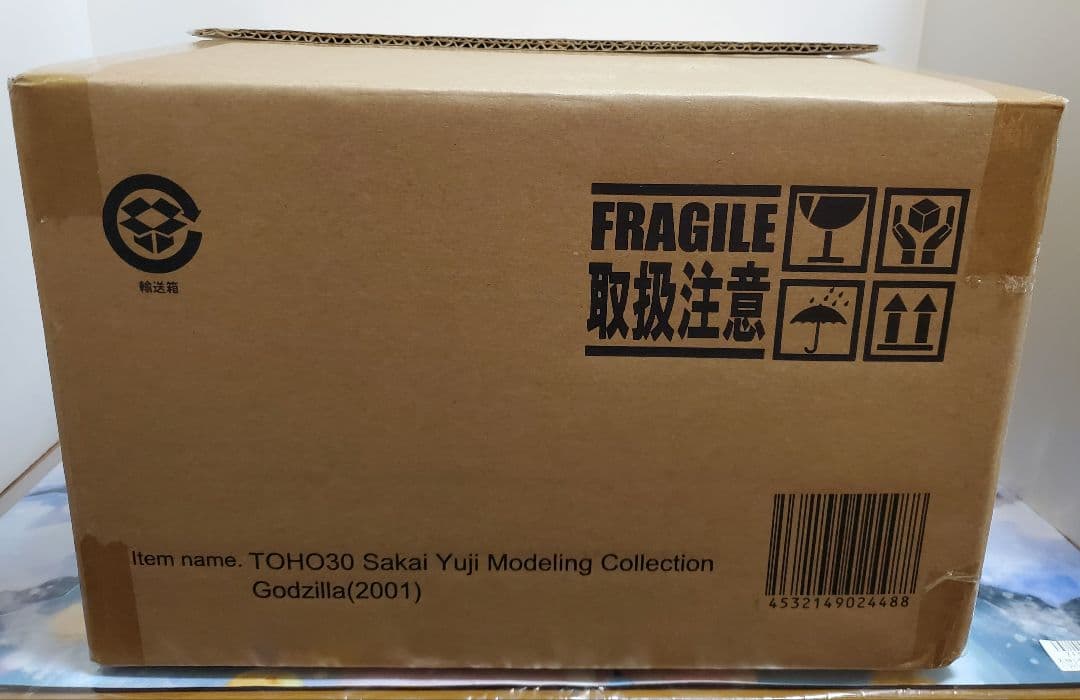 FRAGILE
取扱注意
輸送箱
Item name. TOHO30 Sakai Yuji Modeling Collection
Godzilla(2001)
4532149024488